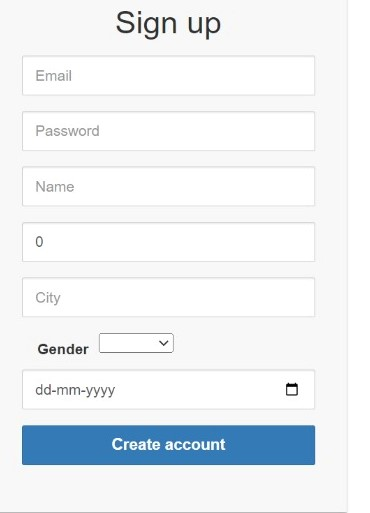 Sign up
Email
Password
Name
0
City
Gender
dd-mm-yyyy
Create account